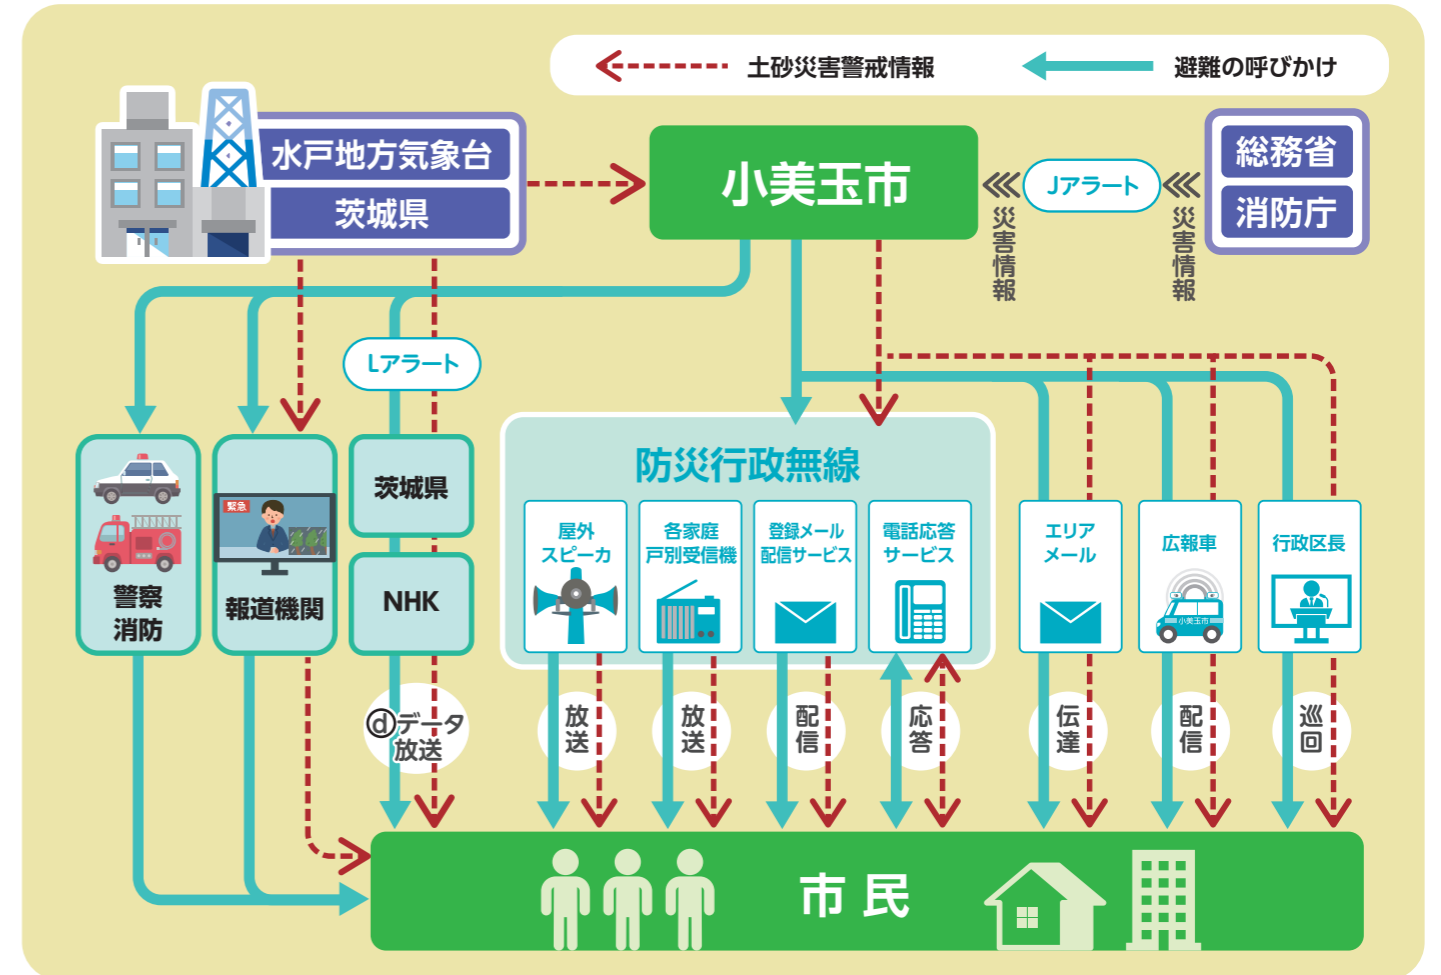 土砂災害警戒情報
避難の呼びかけ
水戸地方気象台
茨城県
小美玉市
Jアラート
災害情報
災害情報
総務省
消防庁
Lアラート
警察
消防
緊急
報道機関
茨城県
NHK
ⓓデータ
放送
防災行政無線
屋外
スピーカ
各家庭
戸別受信機
登録メール
配信サービス
電話応答
サービス
エリア
メール
広報車
小美玉市
行政区長
放送
放送
配信
応答
伝達
配信
巡回
市民